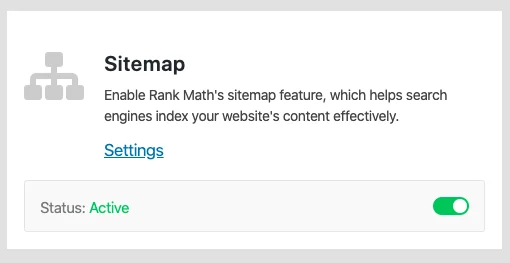 Sitemap
Enable Rank Math's sitemap feature, which helps search
engines index your website's content effectively.
Settings
Status: Active